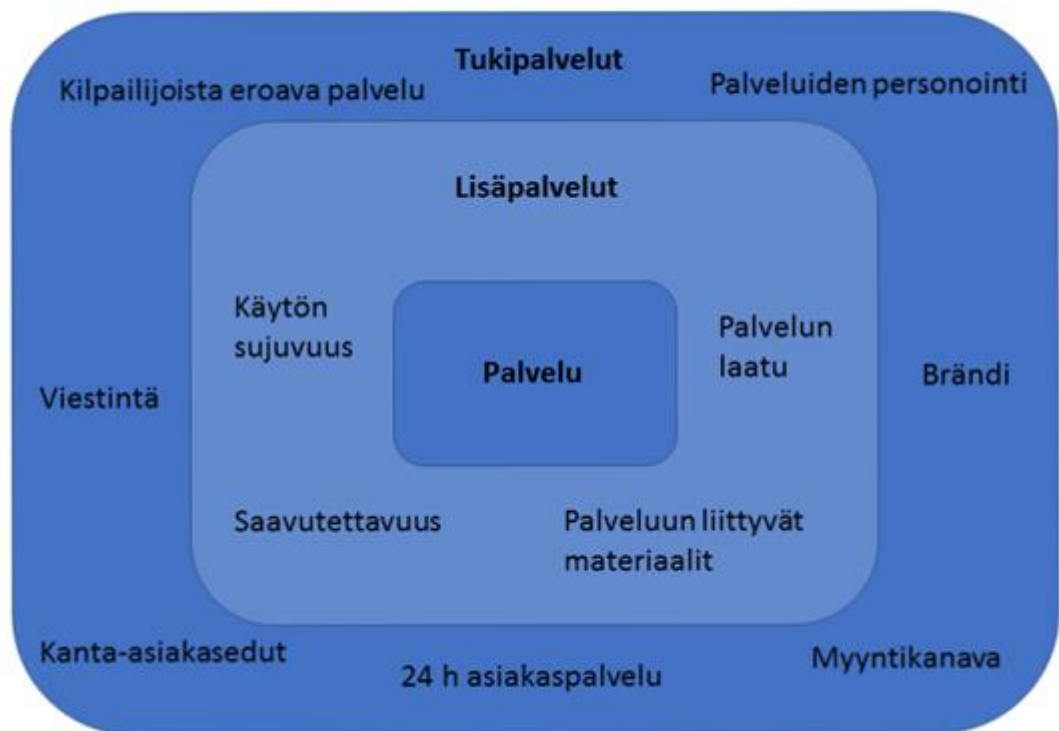 Tukipalvelut
Kilpailijoista eroava palvelu
Palveluiden personointi
Lisäpalvelut
Käytön
sujuvuus
Palvelun
laatu
Palvelu
Viestintä
Brändi
Saavutettavuus
Palveluun liittyvät
materiaalit
Kanta-asiakasedut
24 h asiakaspalvelu
Myyntikanava